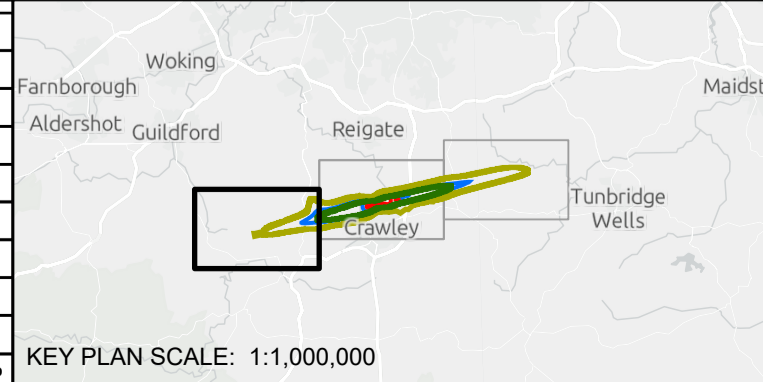 Woking
Farnborough
Maidst
Aldershot
Guildford
Reigate
Tunbridge
Wells
Crawley
KEY PLAN SCALE: 1:1,000,000